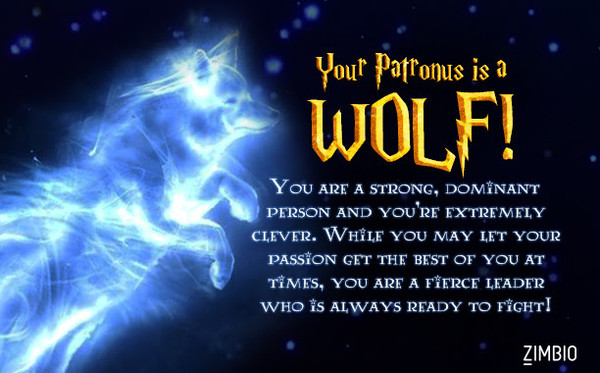 Your Patronus is a
WOLF!
You are a strong, dominant
person and you're extremely
clever. While you may let your
passion get the best of you at
times, you are a fierce leader
who is always ready to fight!
ZIMBIO